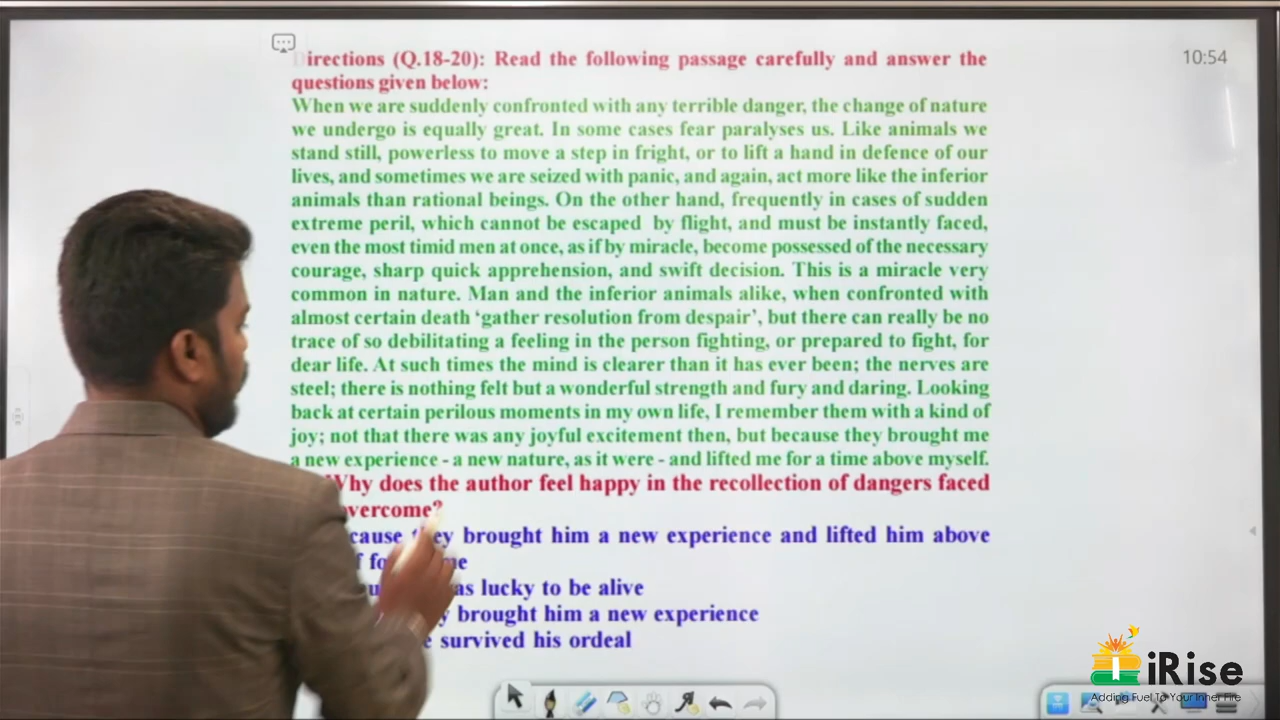 irections (Q.18-20): Read the following passage carefully and answer the
10:54
questions given below:
When we are suddenly confronted with any terrible danger, the change of nature
we undergo is equally great. In some cases fear paralyses us. Like animals we
stand still, powerless to move a step in fright, or to lift a hand in defence of our
lives, and sometimes we are seized with panic, and again, act more like the inferior
animals than rational beings. On the other hand, frequently in cases of sudden
extreme peril, which cannot be escaped by flight, and must be instantly faced,
even the most timid men at once, as if by miracle, become possessed of the necessary
courage, sharp quick apprehension, and swift decision. This is a miracle very
common in nature. Man and the inferior animals alike, when confronted with
almost certain death ‘gather resolution from despair’, but there can really be no
trace of so debilitating a feeling in the person fighting, or prepared to fight, for
dear life. At such times the mind is clearer than it has ever been; the nerves are
steel; there is nothing felt but a wonderful strength and fury and daring. Looking
back at certain perilous moments in my own life, I remember them with a kind of
joy; not that there was any joyful excitement then, but because they brought me
a new experience - a new nature, as it were - and lifted me for a time above myself.
Why does the author feel happy in the recollection of dangers faced
overcome?
cause they brought him a new experience and lifted him above
as lucky to be alive
brought him a new experience
survived his ordeal
iRise
Adding Fuel To Your Inner Fire